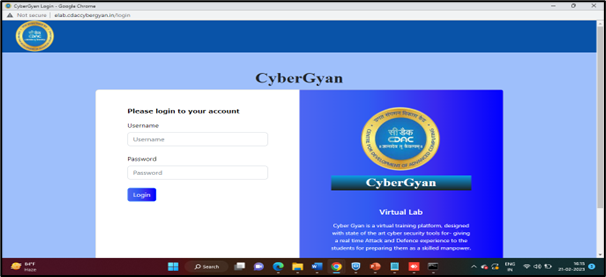 CyberGyan Login - Google Chrome
Not secure | elab.cdaccybergyan.in/login
CyberGyan
Please login to your account
Username
Username
Password
Password
Login
सी डैक
CDAC
CyberGyan
Virtual Lab
Cyber Gyan is a virtual training platform, designed
with state of the art cyber security tools for- giving
a real time Attack and Defence experience to the
students for preparing them as a skilled manpower.
84°F
Haze
Search
ENG
IN
16:15
21-02-2023